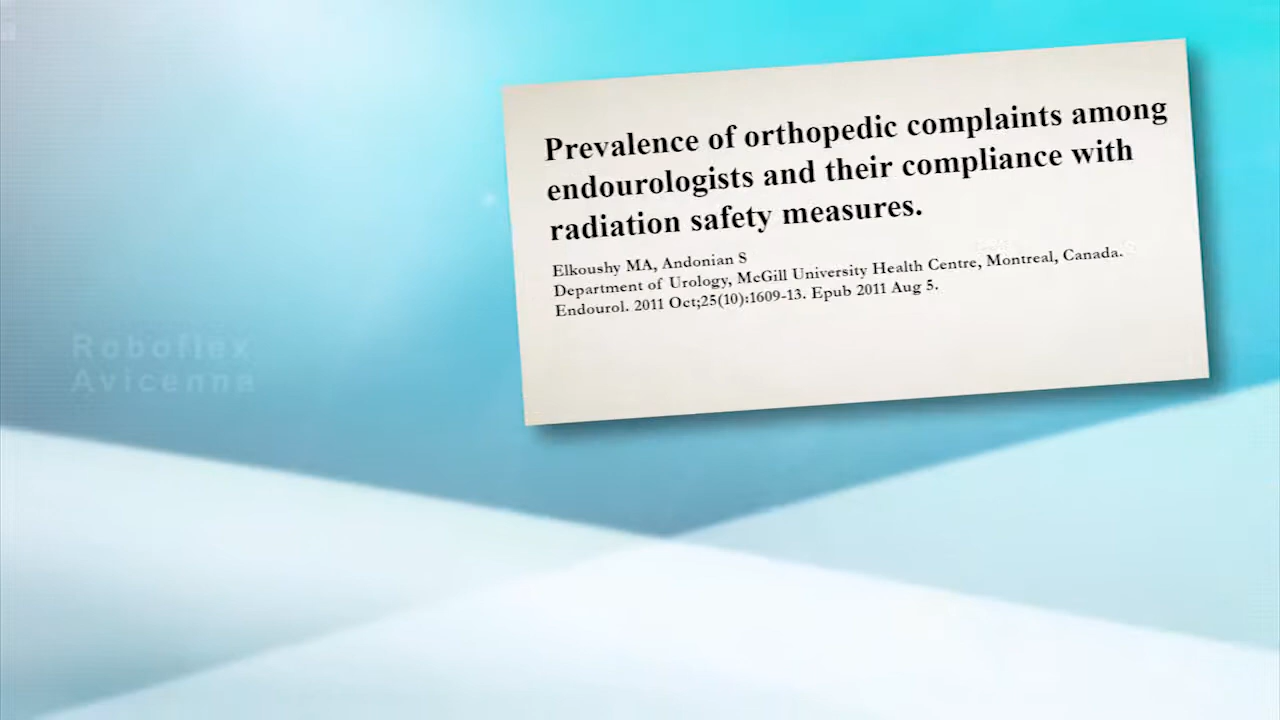 Prevalence of orthopedic complaints among
endourologists and their compliance with
radiation safety measures.
Elkoushy MA, Andonian S
Department of Urology, McGill University Health Centre, Montreal, Canada.
Endourol. 2011 Oct;25(10):1609-13. Epub 2011 Aug 5.
Roboflex
Avicenna